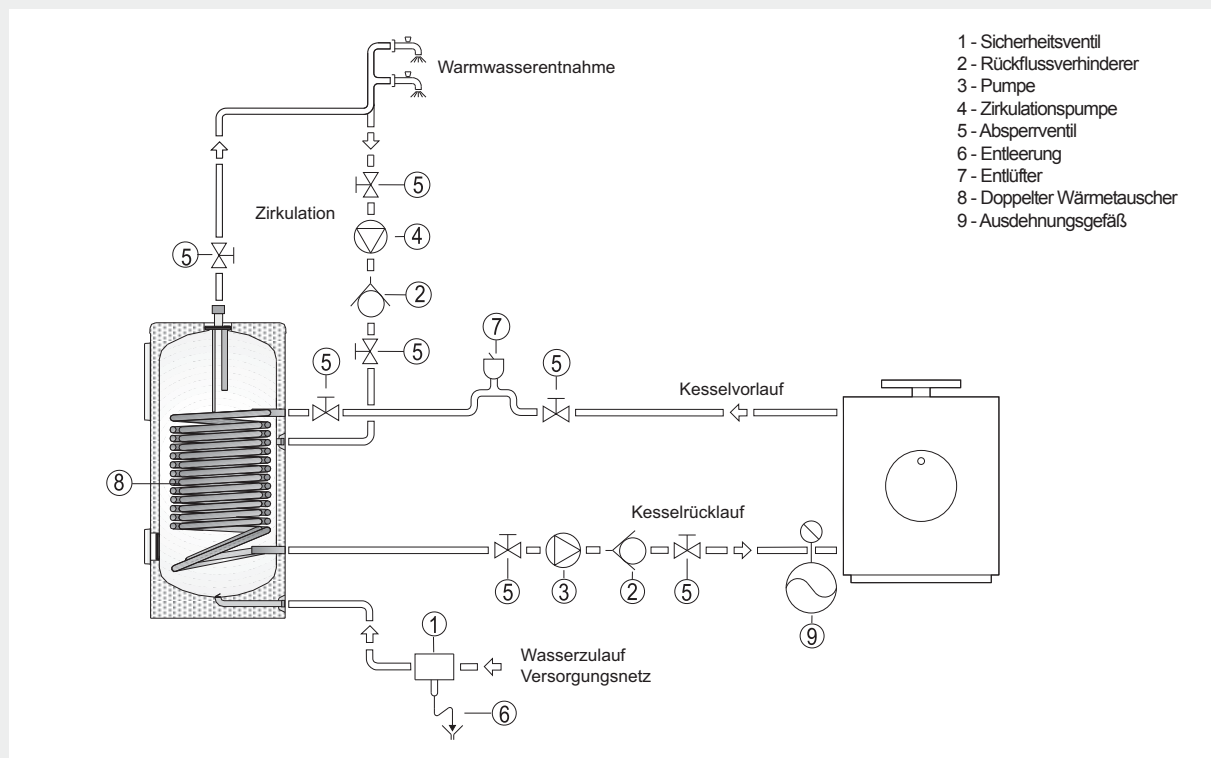 1 - Sicherheitsventil
2 - Rückflussverhinderer
3 - Pumpe
4 - Zirkulationspumpe
5 - Absperrventil
6 - Entleerung
7 - Entlüfter
8 - Doppelter Wärmetauscher
9 - Ausdehnungsgefäß
Warmwasserentnahme
5
Zirkulation
4
5
2
7
5
5
5
Kesselvorlauf
8
Kesselrücklauf
5
3
2
5
9
1
Wasserzulauf
Versorgungsnetz
6